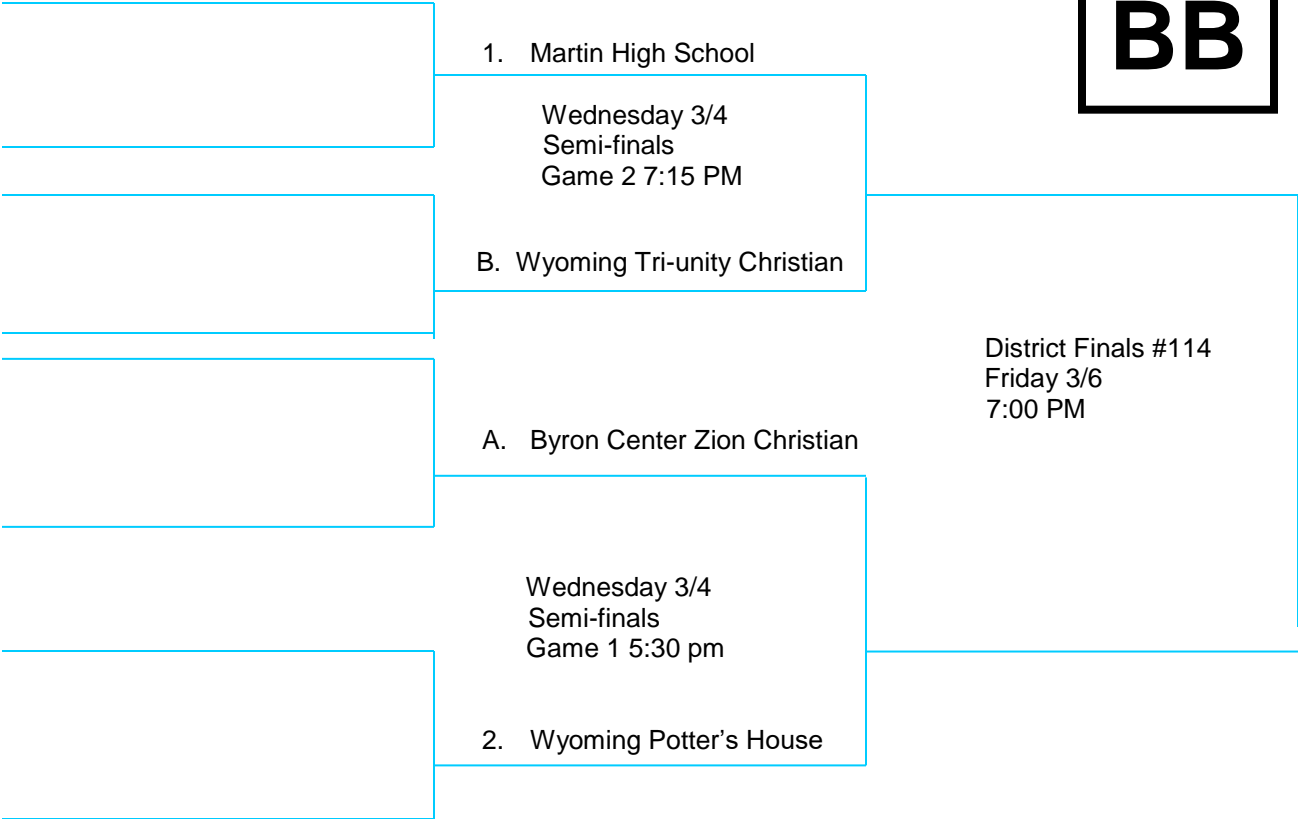 BB
1. Martin High School
Wednesday 3/4
Semi-finals
Game 2 7:15 PM
B. Wyoming Tri-unity Christian
District Finals #114
Friday 3/6
7:00 PM
A. Byron Center Zion Christian
Wednesday 3/4
Semi-finals
Game 1 5:30 pm
2. Wyoming Potter’s House